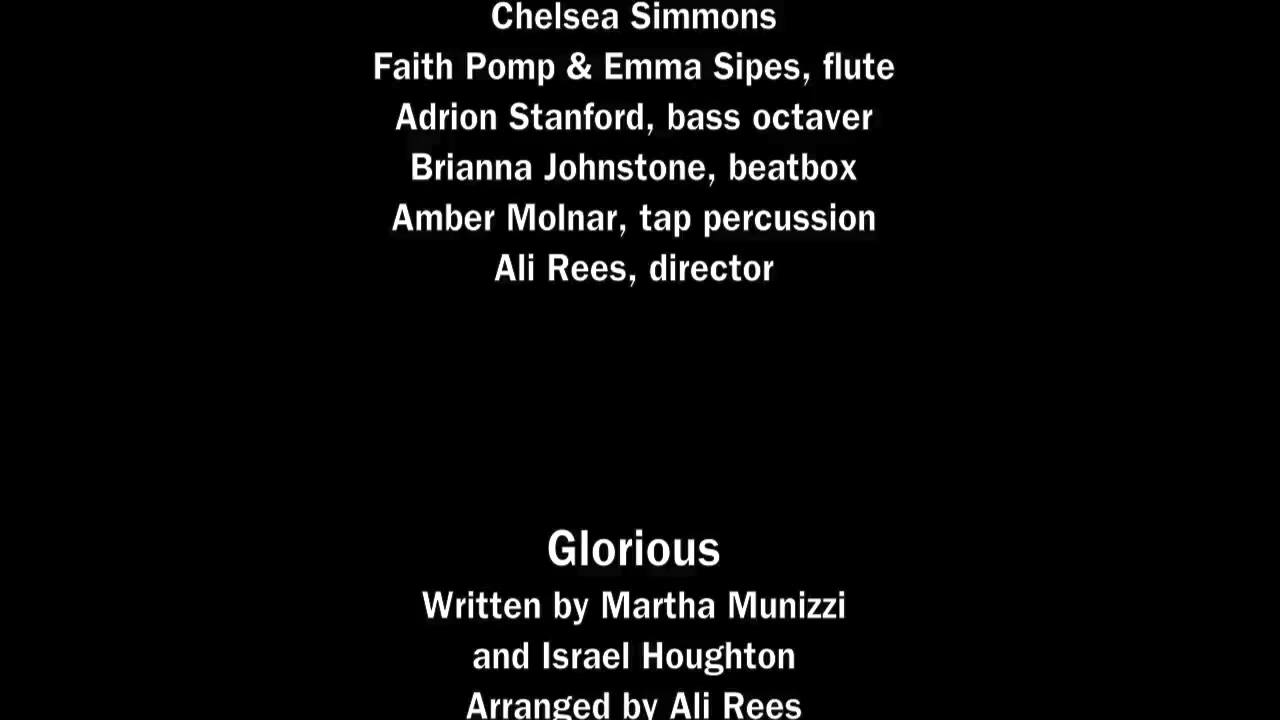 Chelsea Simmons
Faith Pomp & Emma Sipes, flute
Adrion Stanford, bass octaver
Brianna Johnstone, beatbox
Amber Molnar, tap percussion
Ali Rees, director
Glorious
Written by Martha Munizzi
and Israel Houghton
Arranged by Ali Rees